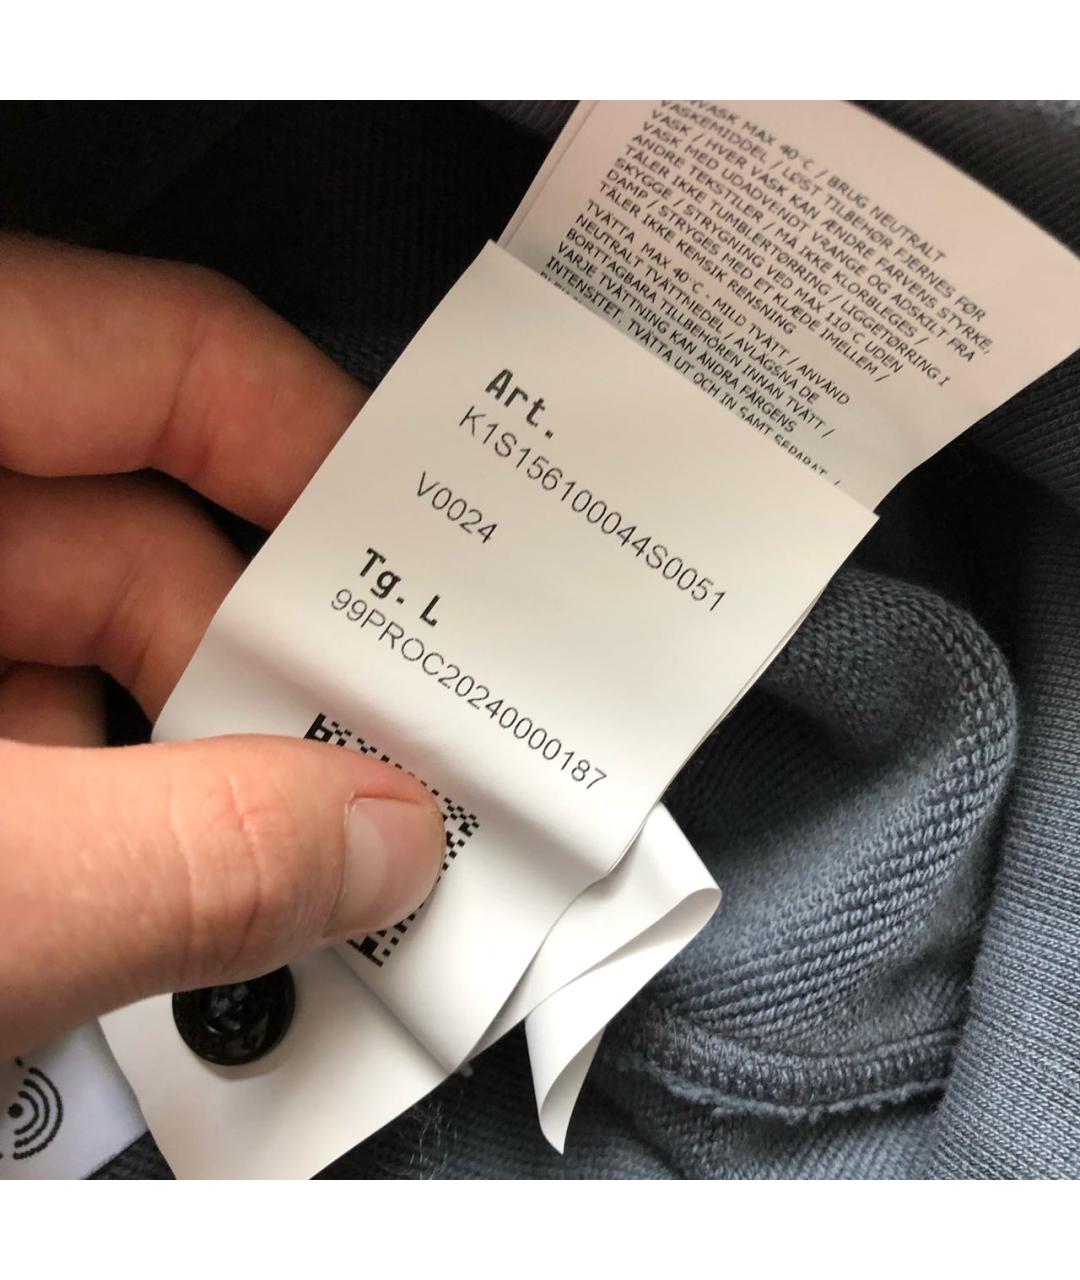 VASK MAX 40°C / BRUG NEUTRALT
VASKEMIDDEL / LØST TILBEHØR FJERNES FØR
VASK / HVER VASK KAN ÆNDRE FARVENS STYRKE,
VASK MED UDADVENDT VRANGE OG ADSKILT FRA
ANDRE TEKSTILER / MÅ IKKE KLORBLEGES /
TÅLER IKKE TUMBLERTØRRING / LIGGETØRRING I
SKYGGE / STRYGNING VED MAX 110°C UDEN
DAMP / STRYGES MED ET KLÆDE IMELLEM /
TÅLER IKKE KEMSIK RENSNING
TVÄTTA MAX 40°C - MILD TVÄTT / ANVÄND
NEUTRALT TVÄTTMEDEL / AVLÄGSNA DE
BORTTAGBARA TILLBEHÖREN INNAN TVÄTT /
VARJE TVÄTTNING KAN ÄNDRA FÄRGENS
INTENSITET. TVÄTTA UT OCH IN SAMT SEPARAT /
Art.
K1S156100044S0051
V0024
Tg. L
99PROC20240000187